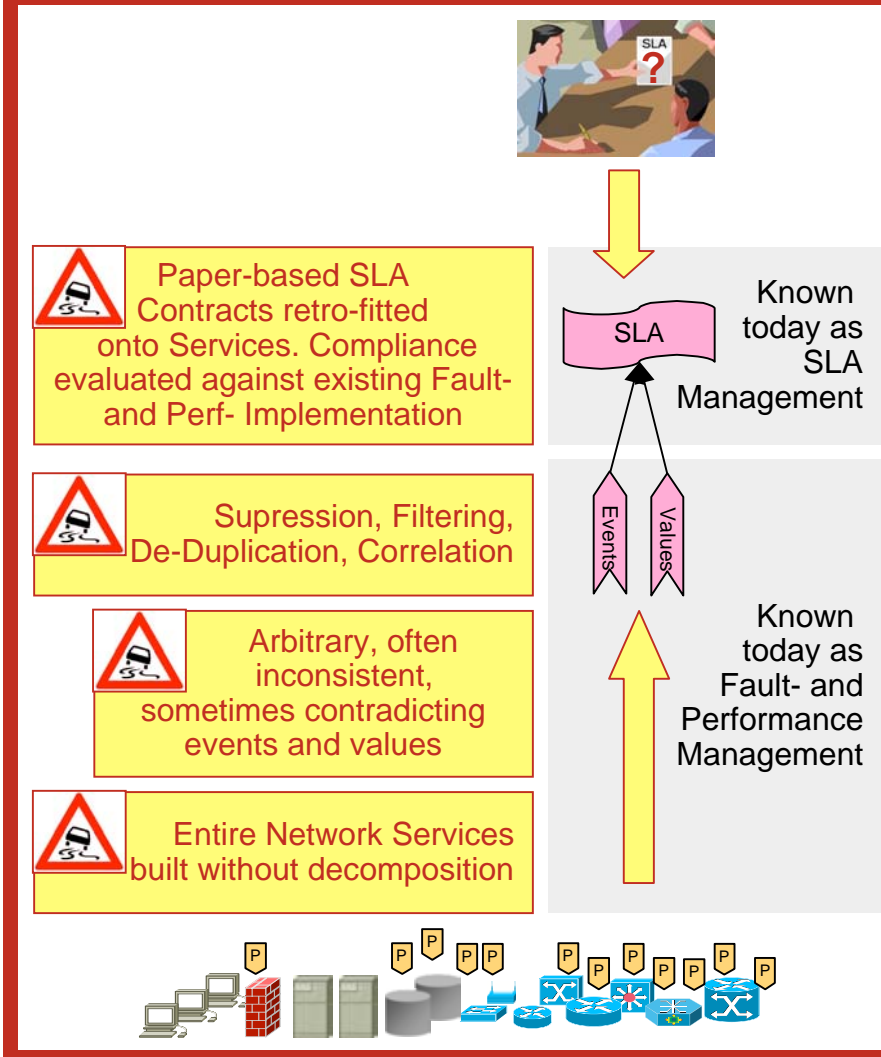 SLA
?
Paper-based SLA
Contracts retro-fitted
onto Services. Compliance
evaluated against existing Fault-
and Perf- Implementation
SLA
Known
today as
SLA
Management
Supression, Filtering,
De-Duplication, Correlation
Events
Values
Arbitrary, often
inconsistent,
sometimes contradicting
events and values
Known
today as
Fault- and
Performance
Management
Entire Network Services
built without decomposition
P
P
P
P
P
P
P
P
P
P
P
P